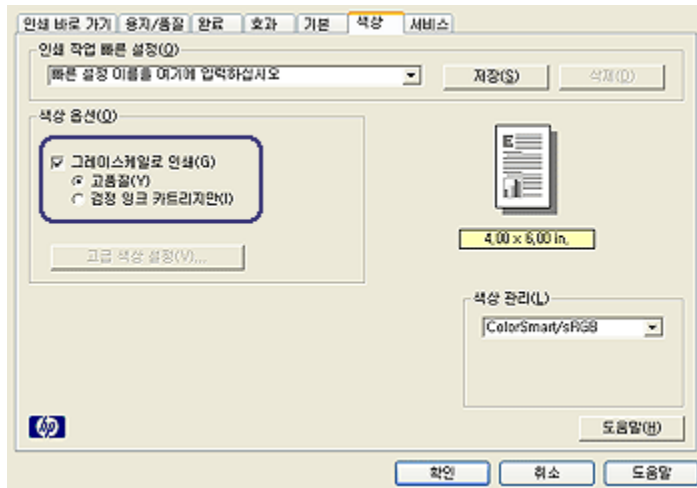 인쇄 바로 가기 용지/품질 완료 효과 기본 색상 서비스
인쇄 작업 빠른 설정(Q)
빠른 설정 이름을 여기에 입력하십시오 저장(S) 삭제(D)
색상 옵션(O)
그레이스케일로 인쇄(G)
고품질(Y)
검정 잉크 카트리지만(I)
E
고급 색상 설정(V)...
4,00 × 6,00 in,
색상 관리(L)
ColorSmart/sRGB
hp
도움말(H)
확인 취소 도움말